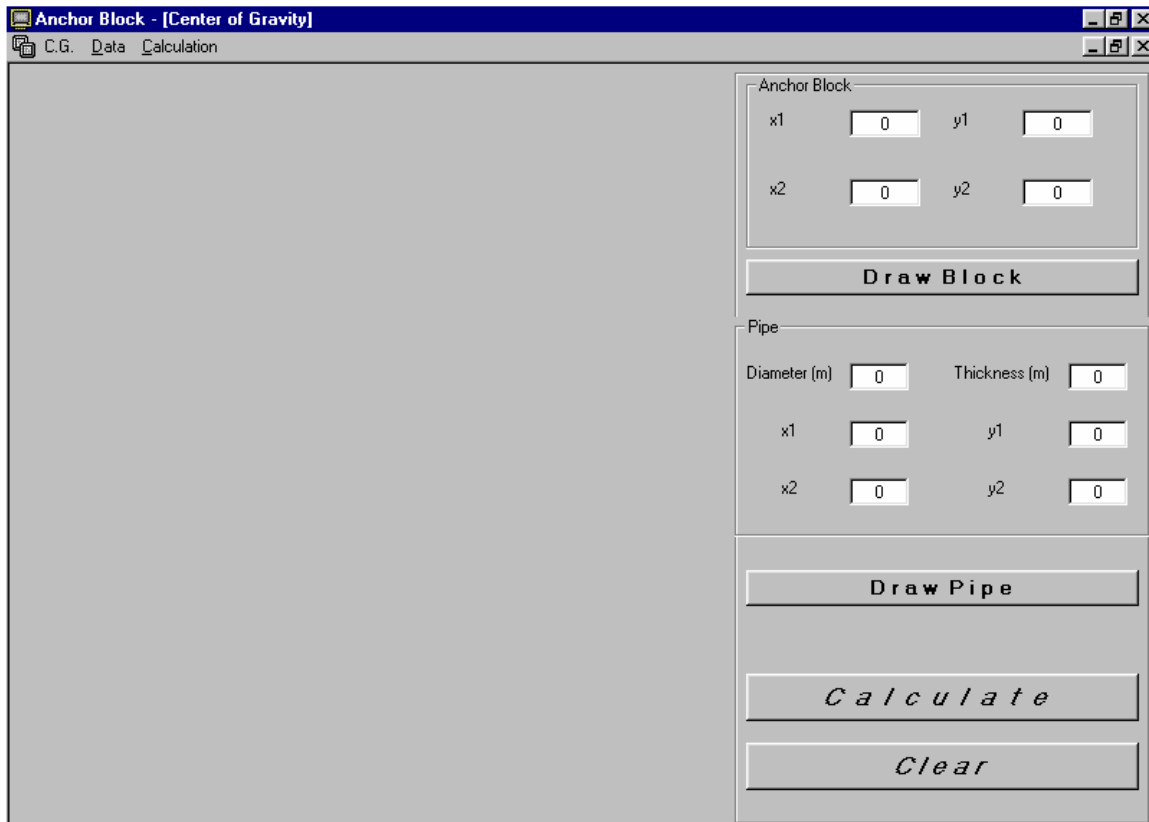 Anchor Block - [Center of Gravity]
C.G. Data Calculation
Anchor Block
x1 0 y1 0
x2 0 y2 0
Draw Block
Pipe
Diameter (m) 0 Thickness (m) 0
x1 0 y1 0
x2 0 y2 0
Draw Pipe
Calculate
Clear